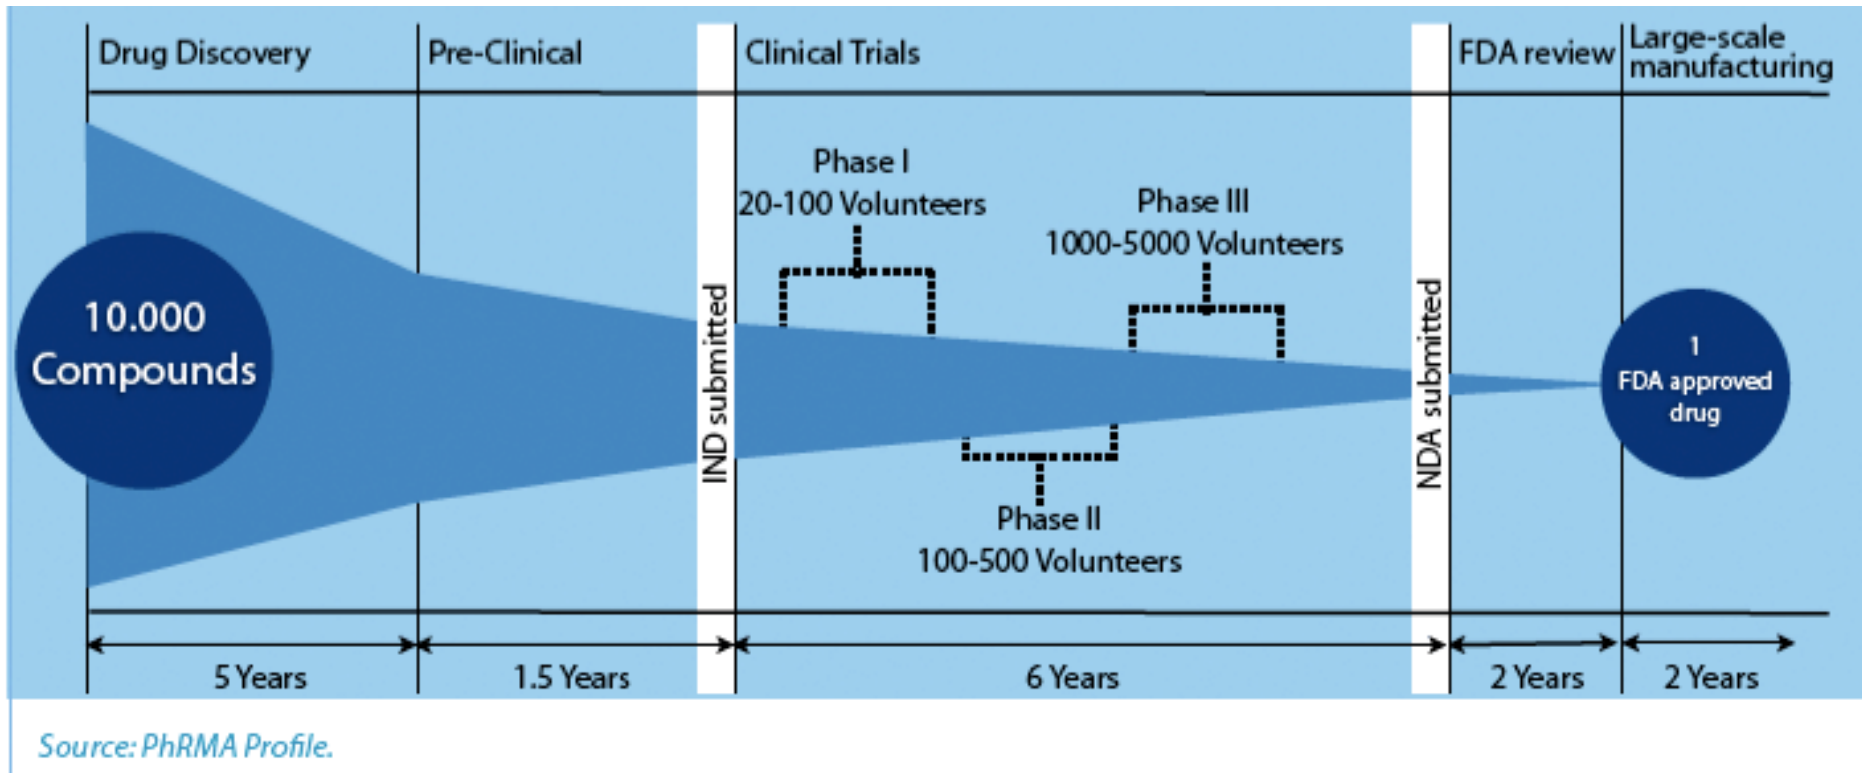 Drug Discovery
Pre-Clinical
Clinical Trials
FDA review
Large-scale
manufacturing
Phase I
20-100 Volunteers
Phase III
1000-5000 Volunteers
10.000
Compounds
IND submitted
NDA submitted
1
FDA approved
drug
Phase II
100-500 Volunteers
5 Years
1.5 Years
6 Years
2 Years
2 Years
Source: PhRMA Profile.